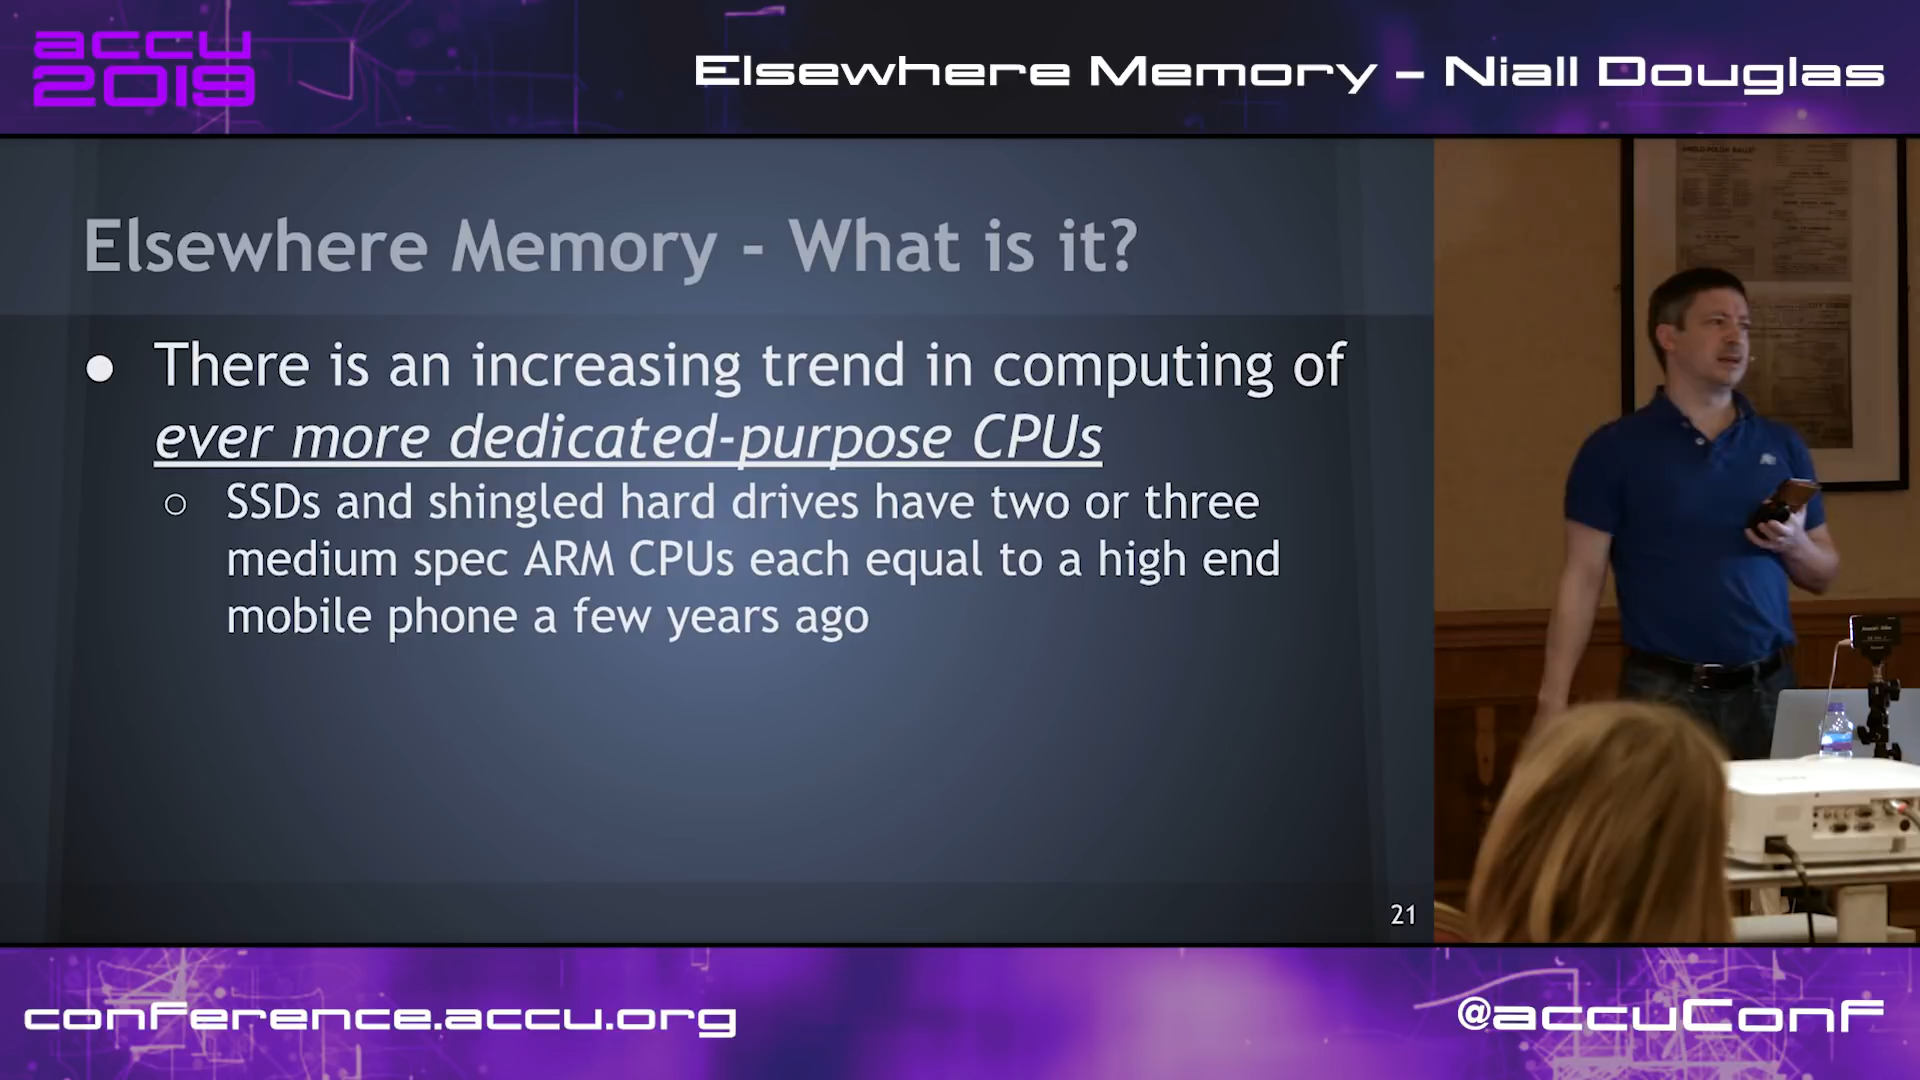 accu
2019
Elsewhere Memory – Niall Douglas
Elsewhere Memory - What is it?
● There is an increasing trend in computing of
ever more dedicated-purpose CPUs
○ SSDs and shingled hard drives have two or three
medium spec ARM CPUs each equal to a high end
mobile phone a few years ago
21
conference.accu.org
@accuConf